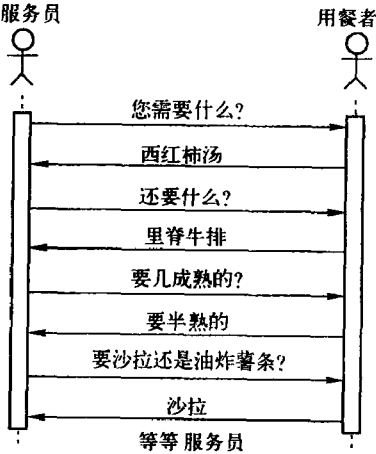 服务员
用餐者
您需要什么?
西红柿汤
还要什么?
里脊牛排
要几成熟的?
要半熟的
要沙拉还是油炸薯条?
沙拉
等等 服务员